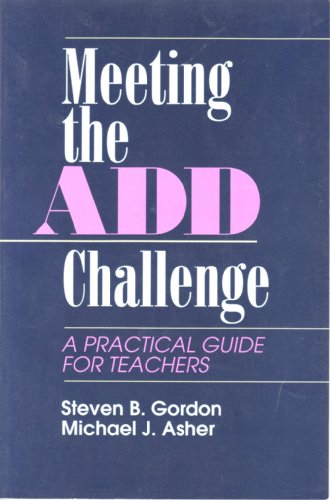 Meeting
the
ADD
Challenge
A PRACTICAL GUIDE
FOR TEACHERS
Steven B. Gordon
Michael J. Asher